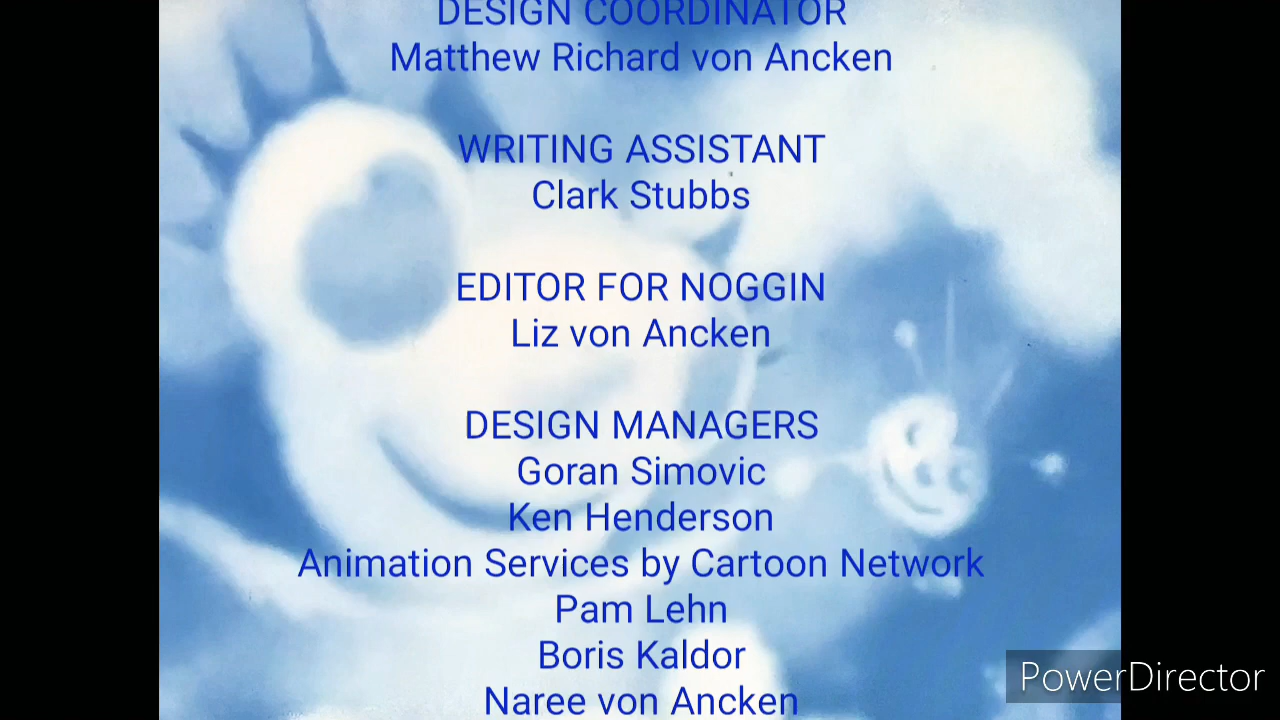 DESIGN COORDINATOR
Matthew Richard von Ancken
WRITING ASSISTANT
Clark Stubbs
EDITOR FOR NOGGIN
Liz von Ancken
DESIGN MANAGERS
Goran Simovic
Ken Henderson
Animation Services by Cartoon Network
Pam Lehn
Boris Kaldor
Naree von Ancken
PowerDirector